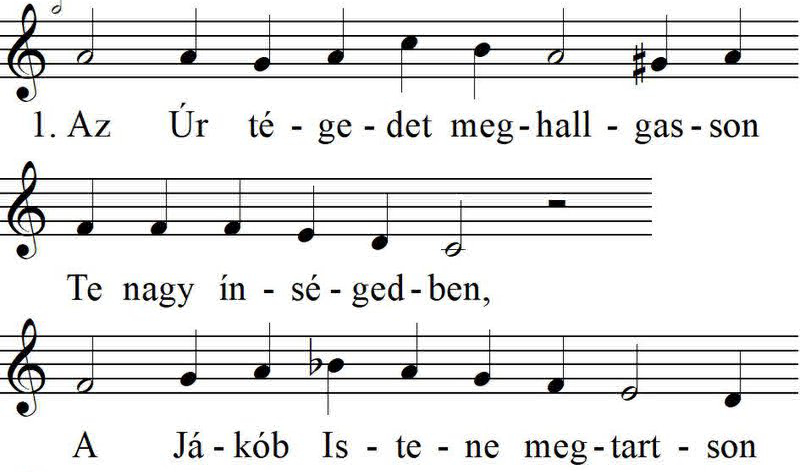 1. Az Úr té - ge - det meg - hall - gas - son
Te nagy ín - sé - ged - ben,
A Já - kób Is - te - ne meg - tart - son